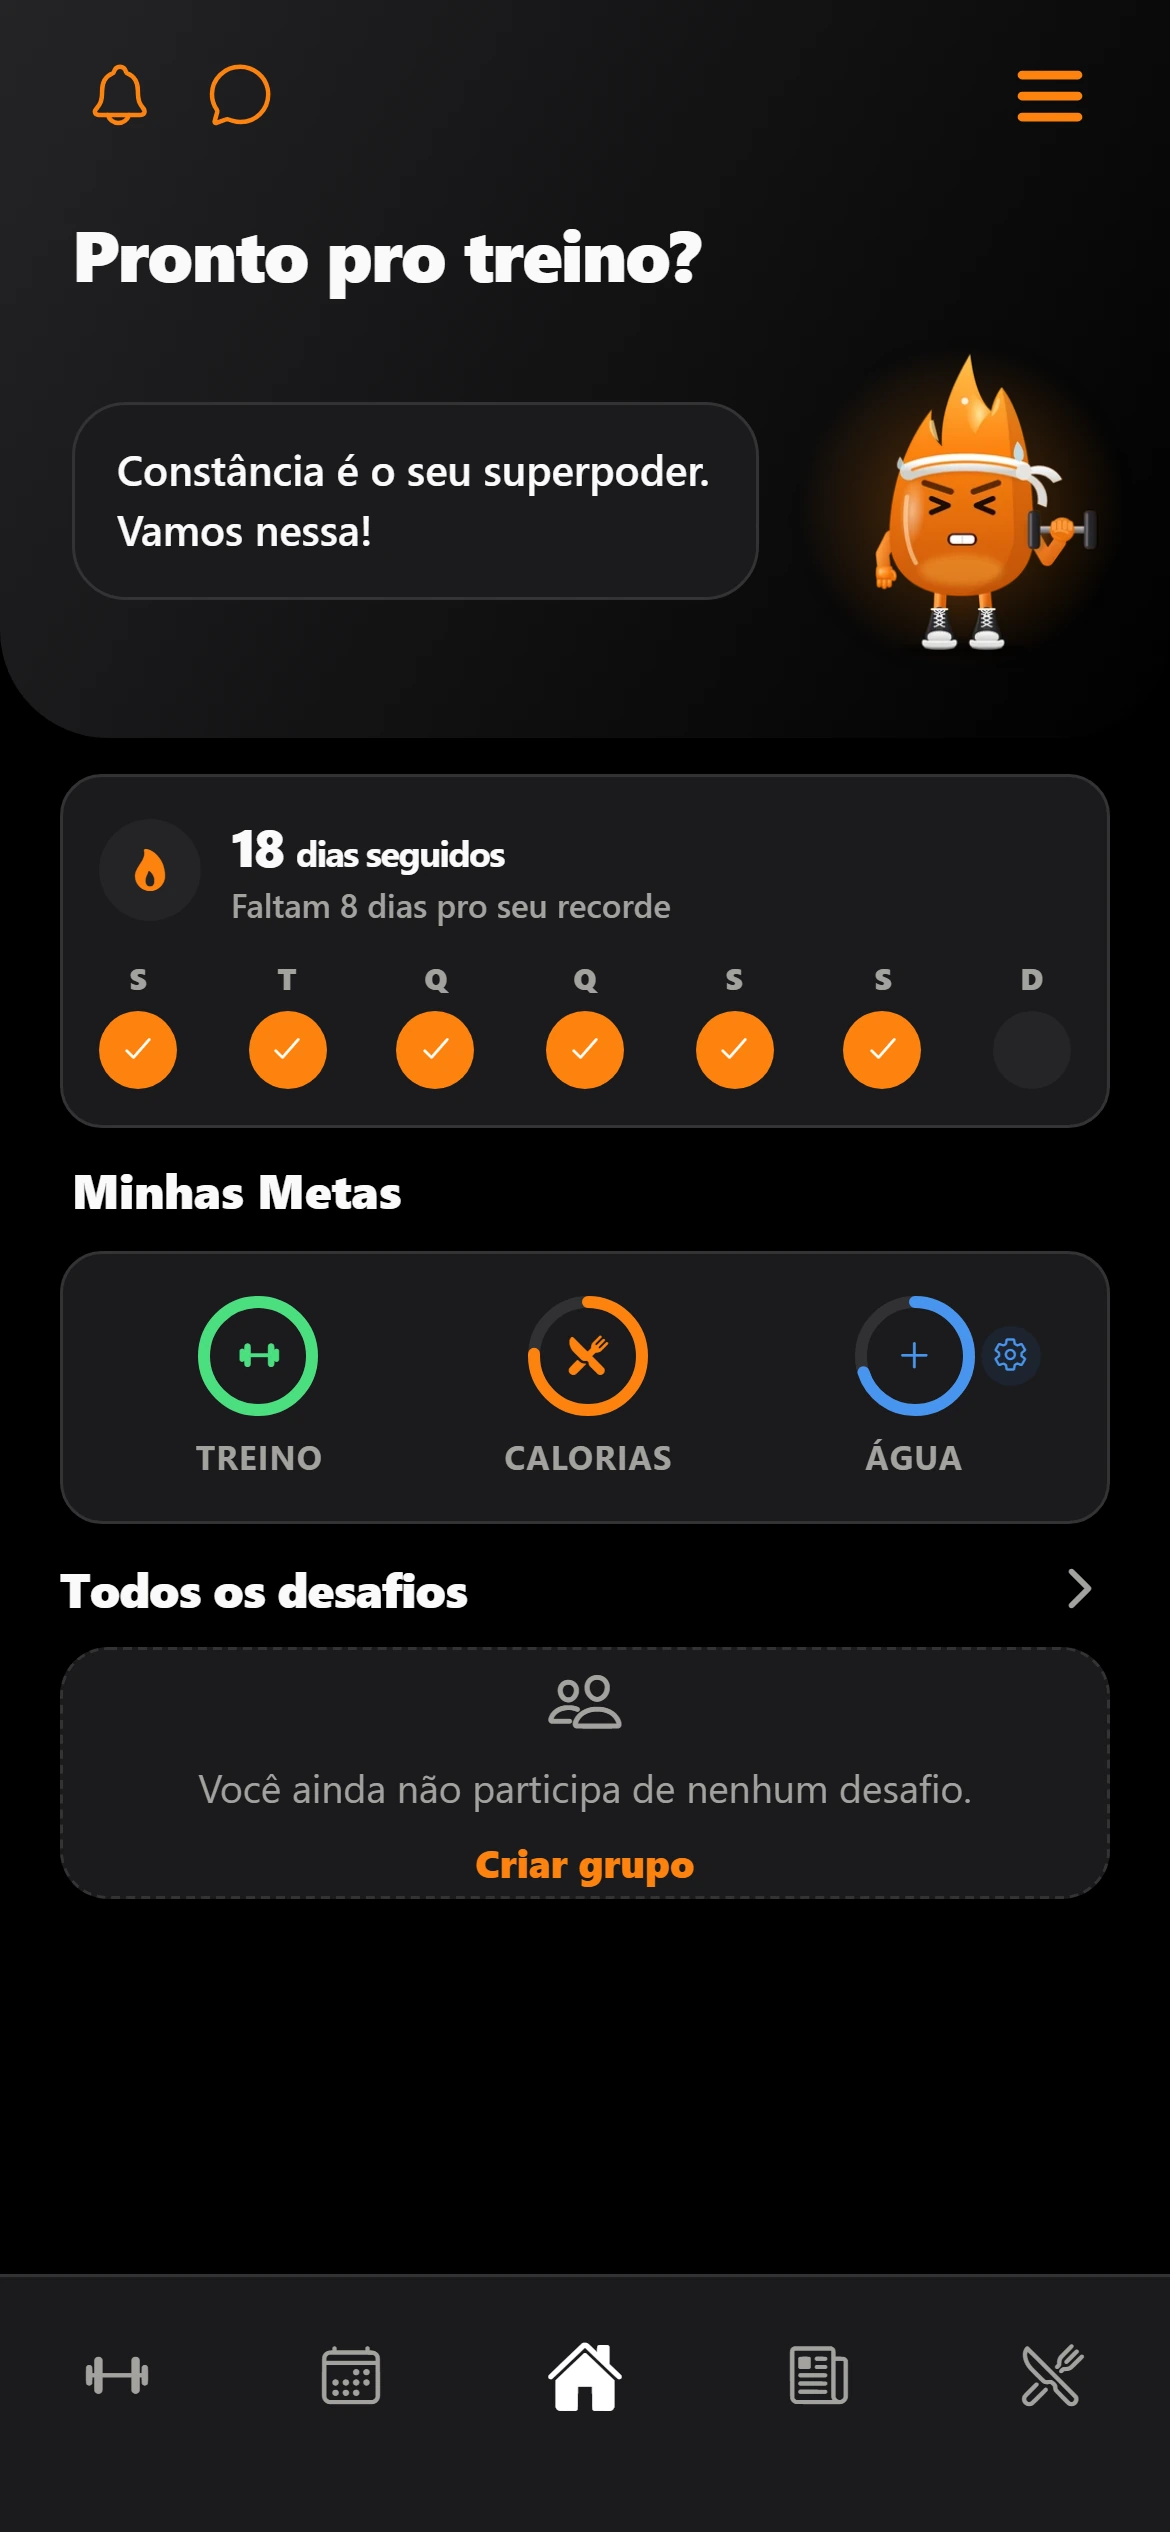 Pronto pro treino?
Constância é o seu superpoder.
Vamos nessa!
18 dias seguidos
Faltam 8 dias pro seu recorde
S T Q Q S S D
Minhas Metas
TREINO CALORIAS ÁGUA
Todos os desafios
Você ainda não participa de nenhum desafio.
Criar grupo